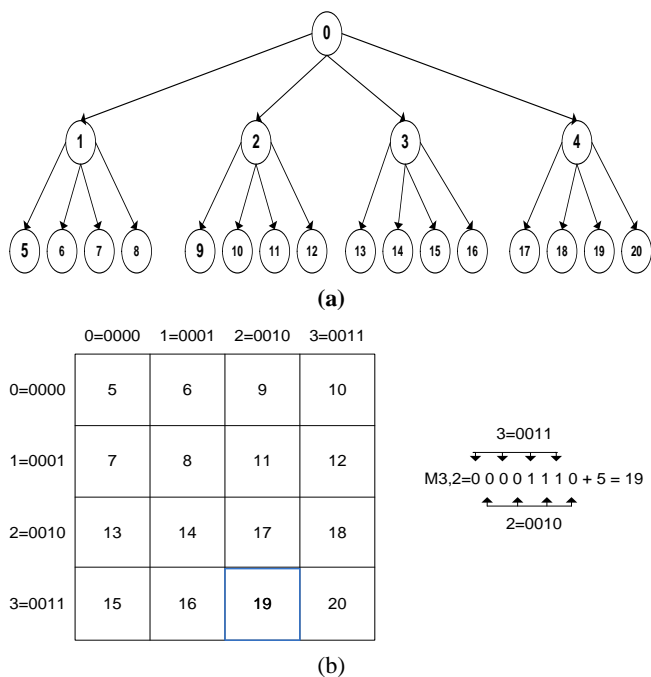 0
1 2 3 4
5 6 7 8 9 10 11 12 13 14 15 16 17 18 19 20
(a)
0=0000 1=0001 2=0010 3=0011
0=0000 5 6 9 10
1=0001 7 8 11 12
2=0010 13 14 17 18
3=0011 15 16 19 20
3=0011
M3,2=0 0 0 0 1 1 1 0 + 5 = 19
2=0010
(b)